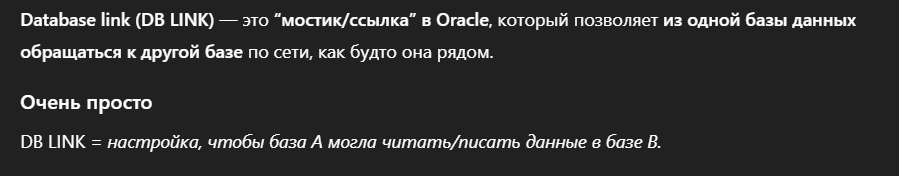 Database link (DB LINK) — это “мостик/ссылка” в Oracle, который позволяет из одной базы данных
обращаться к другой базе по сети, как будто она рядом.
Очень просто
DB LINK = настройка, чтобы база A могла читать/писать данные в базе B.